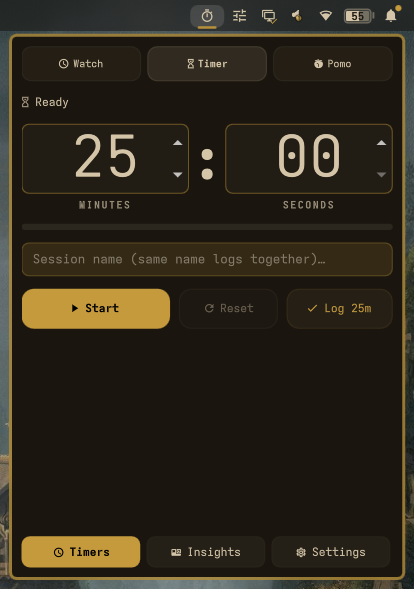 55
Watch Timer Pomo
Ready
25 : 00
MINUTES SECONDS
Session name (same name logs together)…
Start Reset Log 25m
Timers Insights Settings